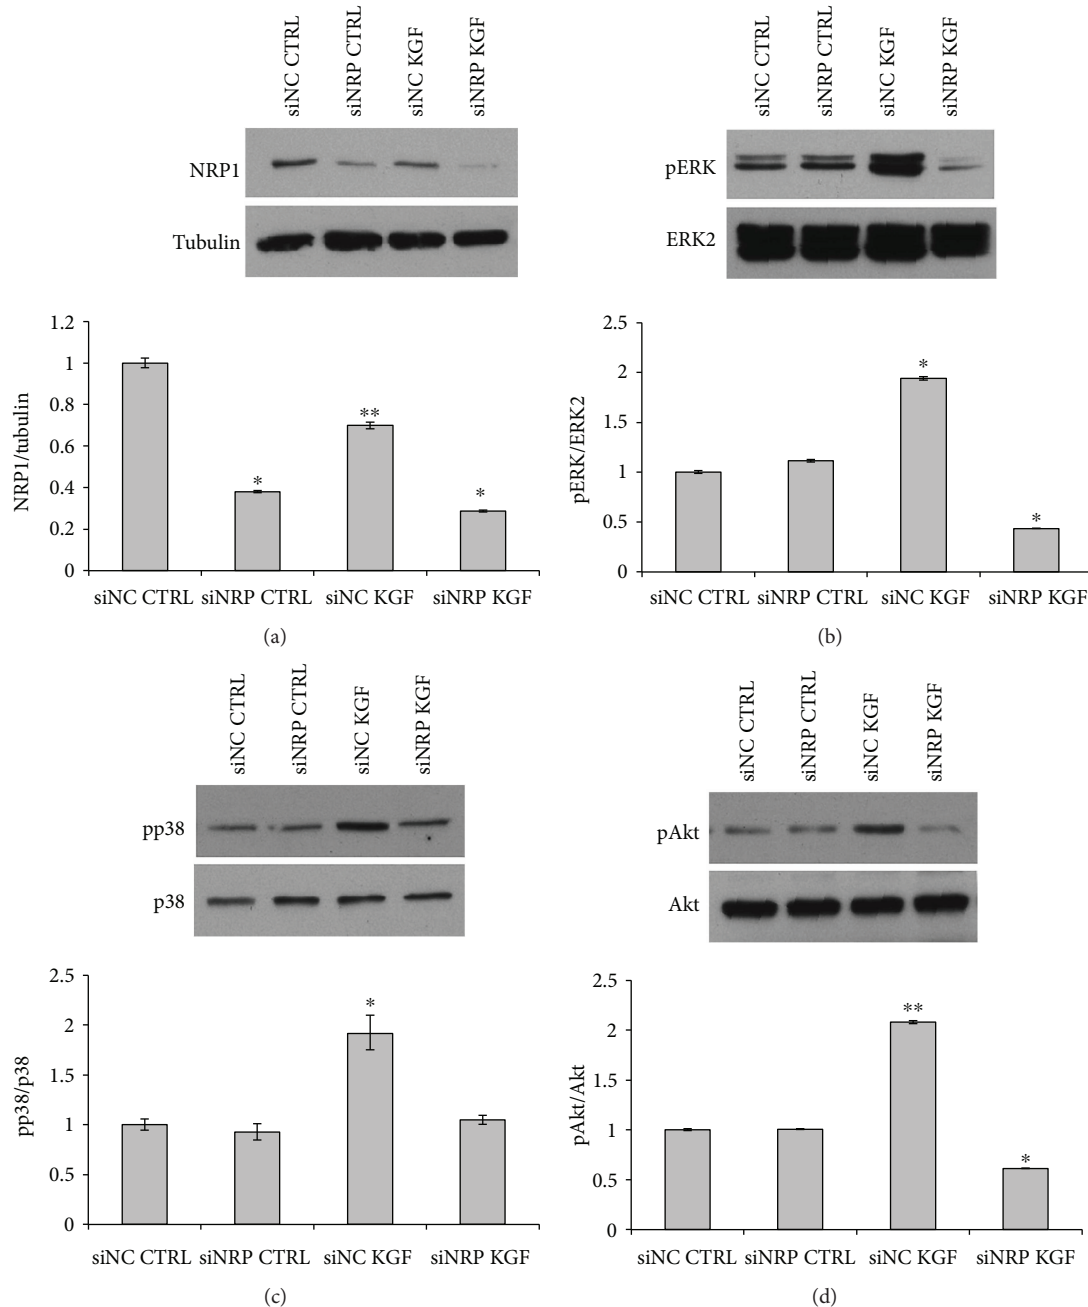 siNC CTRL
siNRP CTRL
siNC KGF
siNRP KGF
NRP1
Tubulin
1.2
1
0.8
0.6
0.4
0.2
0
NRP1/tubulin
*
**
*
siNC CTRL siNRP CTRL siNC KGF siNRP KGF
(a)
siNC CTRL
siNRP CTRL
siNC KGF
siNRP KGF
pERK
ERK2
2.5
2
1.5
1
0.5
0
pERK/ERK2
*
*
siNC CTRL siNRP CTRL siNC KGF siNRP KGF
(b)
siNC CTRL
siNRP CTRL
siNC KGF
siNRP KGF
pp38
p38
2.5
2
1.5
1
0.5
0
pp38/p38
*
siNC CTRL siNRP CTRL siNC KGF siNRP KGF
(c)
siNC CTRL
siNRP CTRL
siNC KGF
siNRP KGF
pAkt
Akt
2.5
2
1.5
1
0.5
0
pAkt/Akt
**
*
siNC CTRL siNRP CTRL siNC KGF siNRP KGF
(d)